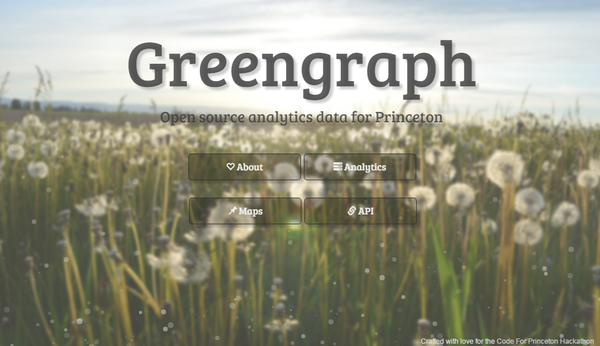 Greengraph
Open source analytics data for Princeton
About
Analytics
Maps
API
Crafted with love for the Code For Princeton Hackathon